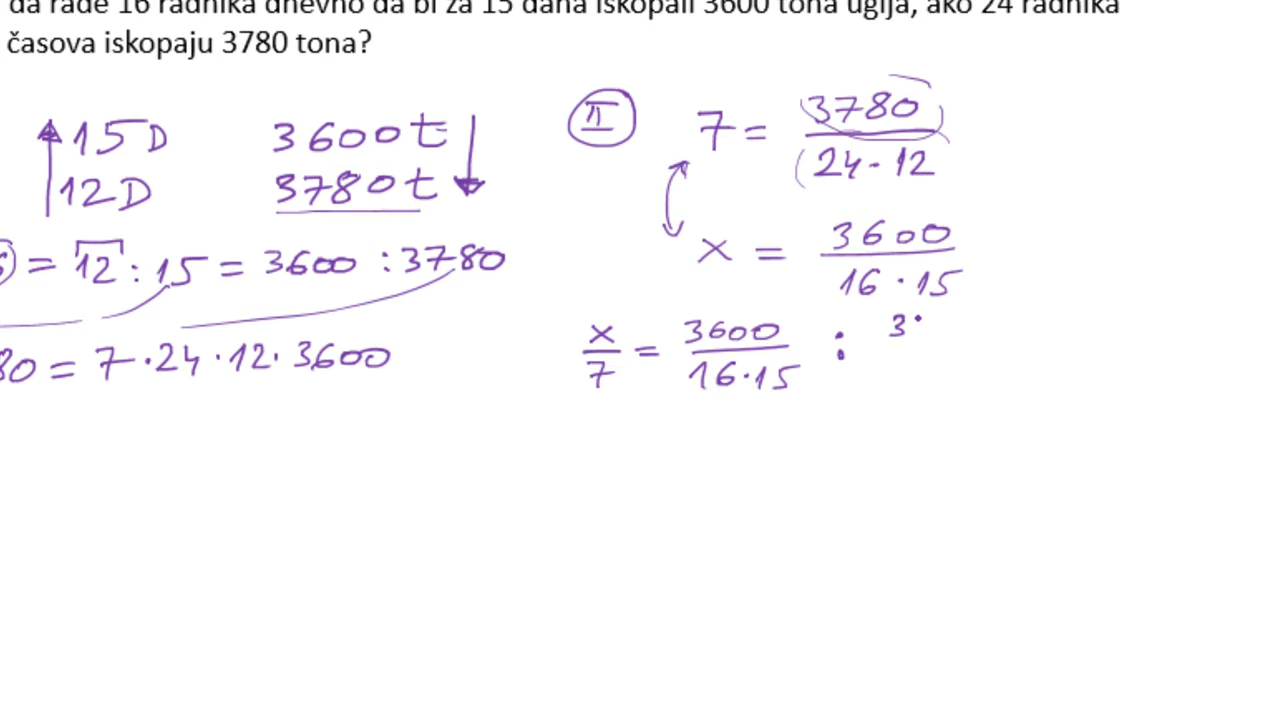 da rade 16 radnika dnevno da bi za 15 dana iskopali 3600 tona uglja, ako 24 radnika
časova iskopaju 3780 tona?
15 D 3600t
12 D 3780t
= 12 : 15 = 3600 : 3780
80 = 7 · 24 · 12 · 3600
II 7 = 3780 / 24 · 12
x = 3600 / 16 · 15
x / 7 = 3600 / 16 · 15 : 3